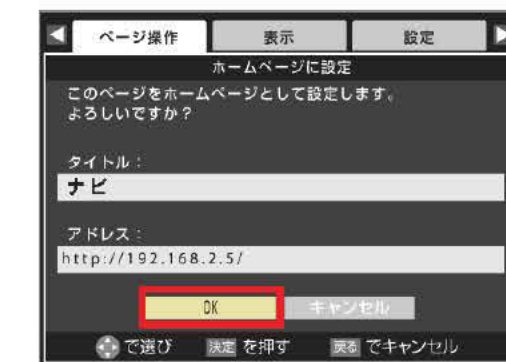 ページ操作 表示 設定
ホームページに設定
このページをホームページとして設定します。
よろしいですか？
タイトル：
ナビ
アドレス：
http://192.168.2.5/
OK キャンセル
で選び 決定 を押す 戻る でキャンセル